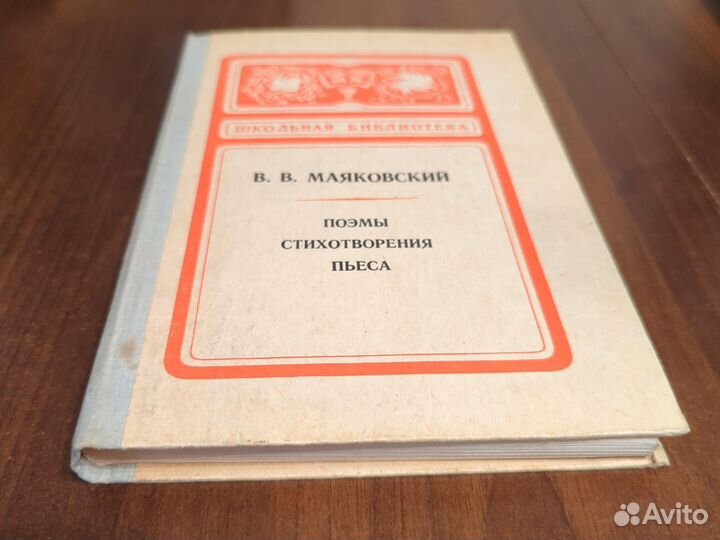 ШКОЛЬНАЯ БИБЛИОТЕКА
В. В. МАЯКОВСКИЙ
ПОЭМЫ
СТИХОТВОРЕНИЯ
ПЬЕСА
Avito